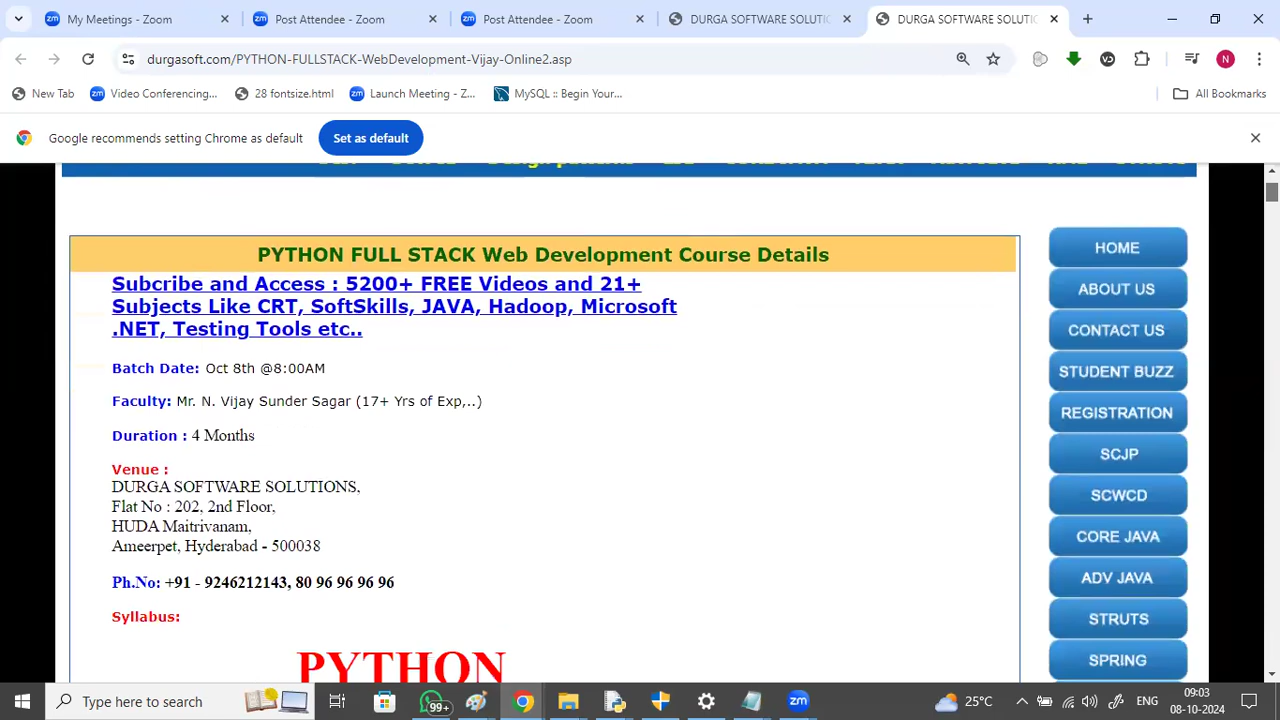 My Meetings - Zoom
Post Attendee - Zoom
Post Attendee - Zoom
DURGA SOFTWARE SOLUTIO
DURGA SOFTWARE SOLUTIO
durgasoft.com/PYTHON-FULLSTACK-WebDevelopment-Vijay-Online2.asp
N
New Tab
Video Conferencing...
28 fontsize.html
Launch Meeting - Z...
MySQL :: Begin Your...
All Bookmarks
Google recommends setting Chrome as default
Set as default
PYTHON FULL STACK Web Development Course Details
Subcribe and Access : 5200+ FREE Videos and 21+
Subjects Like CRT, SoftSkills, JAVA, Hadoop, Microsoft
.NET, Testing Tools etc..
Batch Date: Oct 8th @8:00AM
Faculty: Mr. N. Vijay Sunder Sagar (17+ Yrs of Exp,..)
Duration : 4 Months
Venue :
DURGA SOFTWARE SOLUTIONS,
Flat No : 202, 2nd Floor,
HUDA Maitrivanam,
Ameerpet, Hyderabad - 500038
Ph.No: +91 - 9246212143, 80 96 96 96 96
Syllabus:
PYTHON
HOME
ABOUT US
CONTACT US
STUDENT BUZZ
REGISTRATION
SCJP
SCWCD
CORE JAVA
ADV JAVA
STRUTS
SPRING
Type here to search
99+
25°C
ENG
09:03
08-10-2024